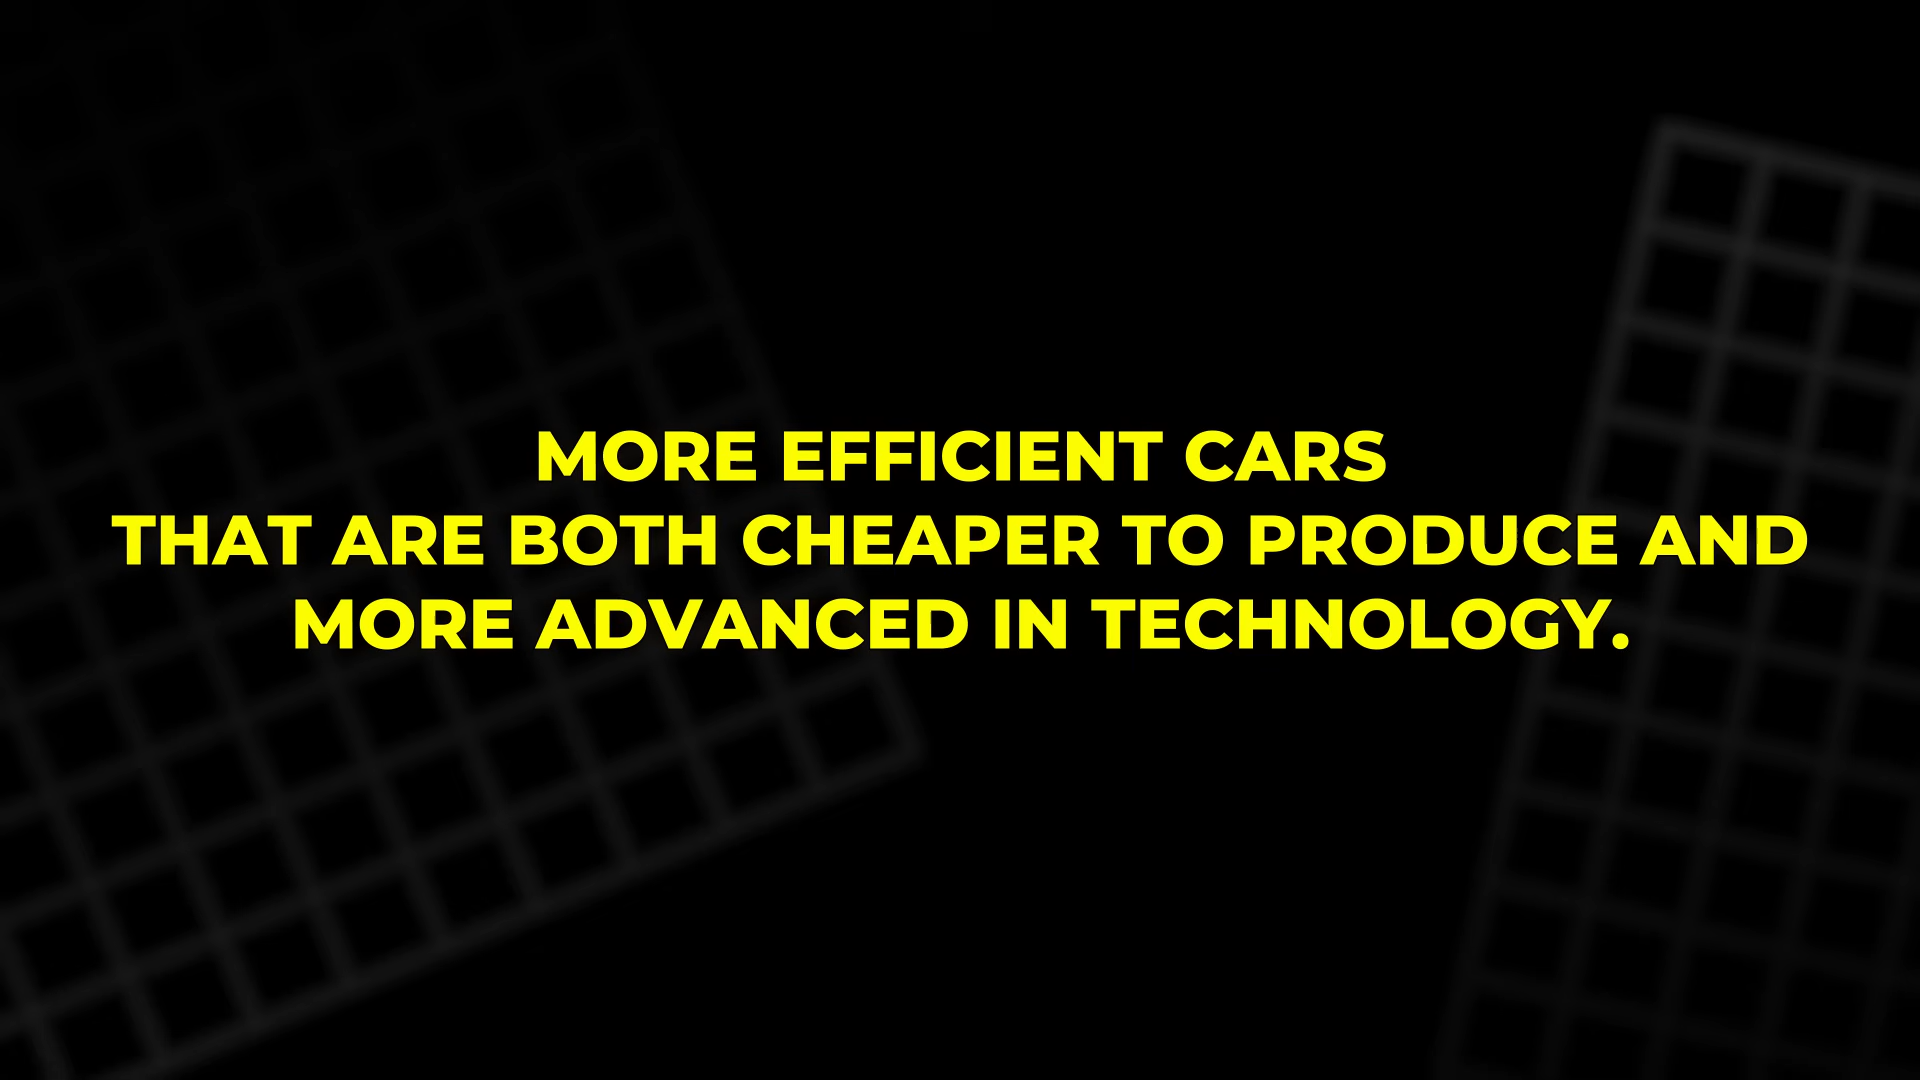 MORE EFFICIENT CARS
THAT ARE BOTH CHEAPER TO PRODUCE AND
MORE ADVANCED IN TECHNOLOGY.